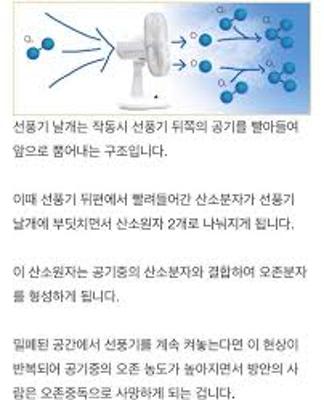 O₂
O
O
O₂
O₃
O₂
O₃
선풍기 날개는 작동시 선풍기 뒤쪽의 공기를 빨아들여
앞으로 뿜어내는 구조입니다.
이때 선풍기 뒤편에서 빨려들어간 산소분자가 선풍기
날개에 부딪치면서 산소원자 2개로 나눠지게 됩니다.
이 산소원자는 공기중의 산소분자와 결합하여 오존분자
를 형성하게 됩니다.
밀폐된 공간에서 선풍기를 계속 켜놓는다면 이 현상이
반복되어 공기중의 오존 농도가 높아지면서 방안의 사
람은 오존중독으로 사망하게 되는 겁니다.